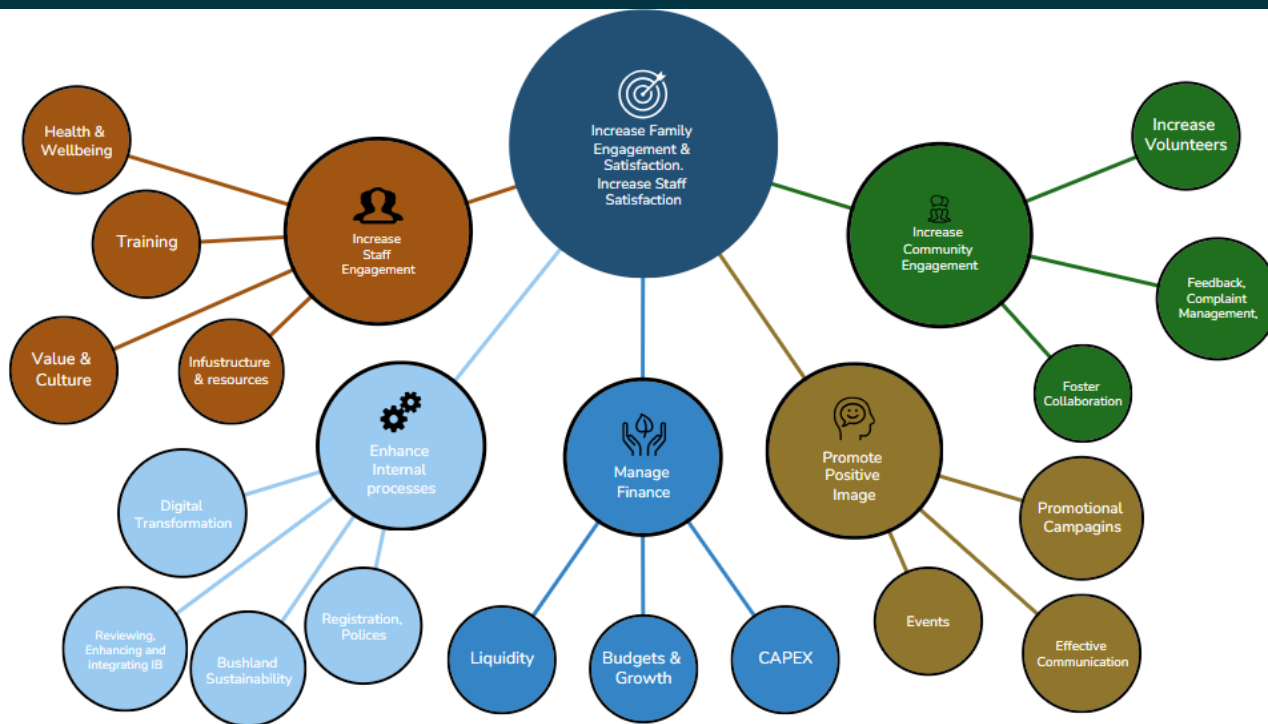 Increase Family
Engagement &
Satisfaction.
Increase Staff
Satisfaction
Increase
Staff
Engagement
Health &
Wellbeing
Training
Value &
Culture
Infustructure
& resources
Enhance
Internal
processes
Digital
Transformation
Reviewing,
Enhancing and
integrating IB
Bushland
Sustainability
Registration,
Polices
Manage
Finance
Liquidity
Budgets &
Growth
CAPEX
Promote
Positive
Image
Events
Effective
Communication
Promotional
Campagins
Increase
Community
Engagement
Increase
Volunteers
Feedback,
Complaint
Management,
Foster
Collaboration